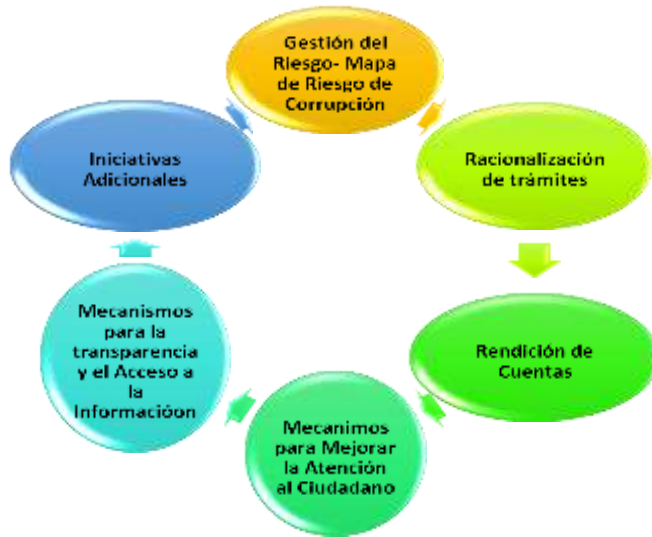 Gestión del
Riesgo- Mapa
de Riesgo de
Corrupción
Racionalización
de trámites
Rendición de
Cuentas
Mecanimos
para Mejorar
la Atención
al Ciudadano
Mecanismos
para la
transparencia
y el Acceso a
la
Informacióon
Iniciativas
Adicionales